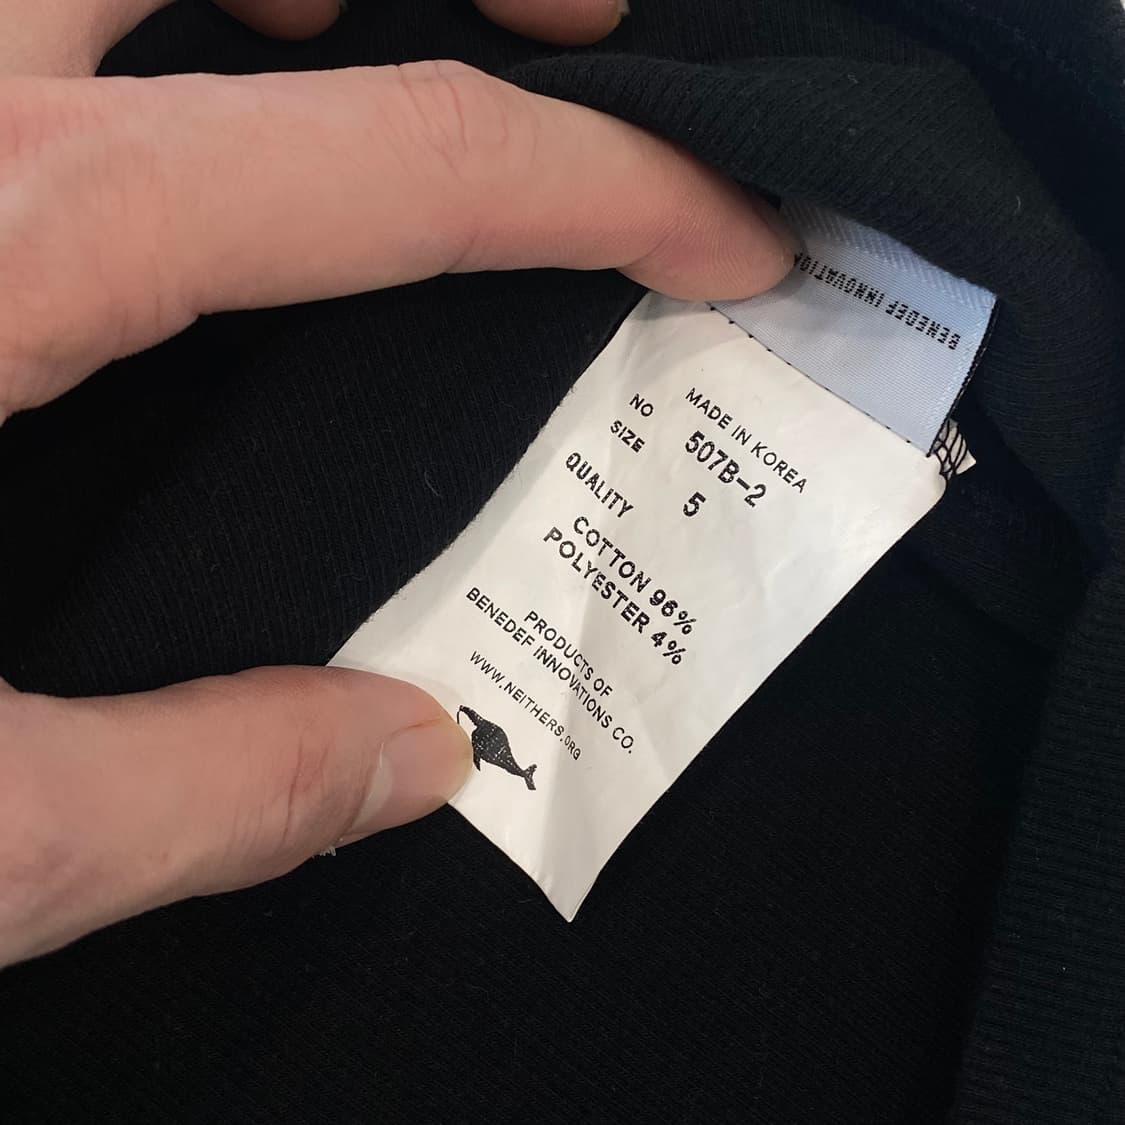 BENEDEF INNOVATIO
MADE IN KOREA
NO 507B-2
SIZE 5
QUALITY
COTTON 96%
POLYESTER 4%
PRODUCTS OF
BENEDEF INNOVATIONS CO.
WWW.NEITHERS.ORG